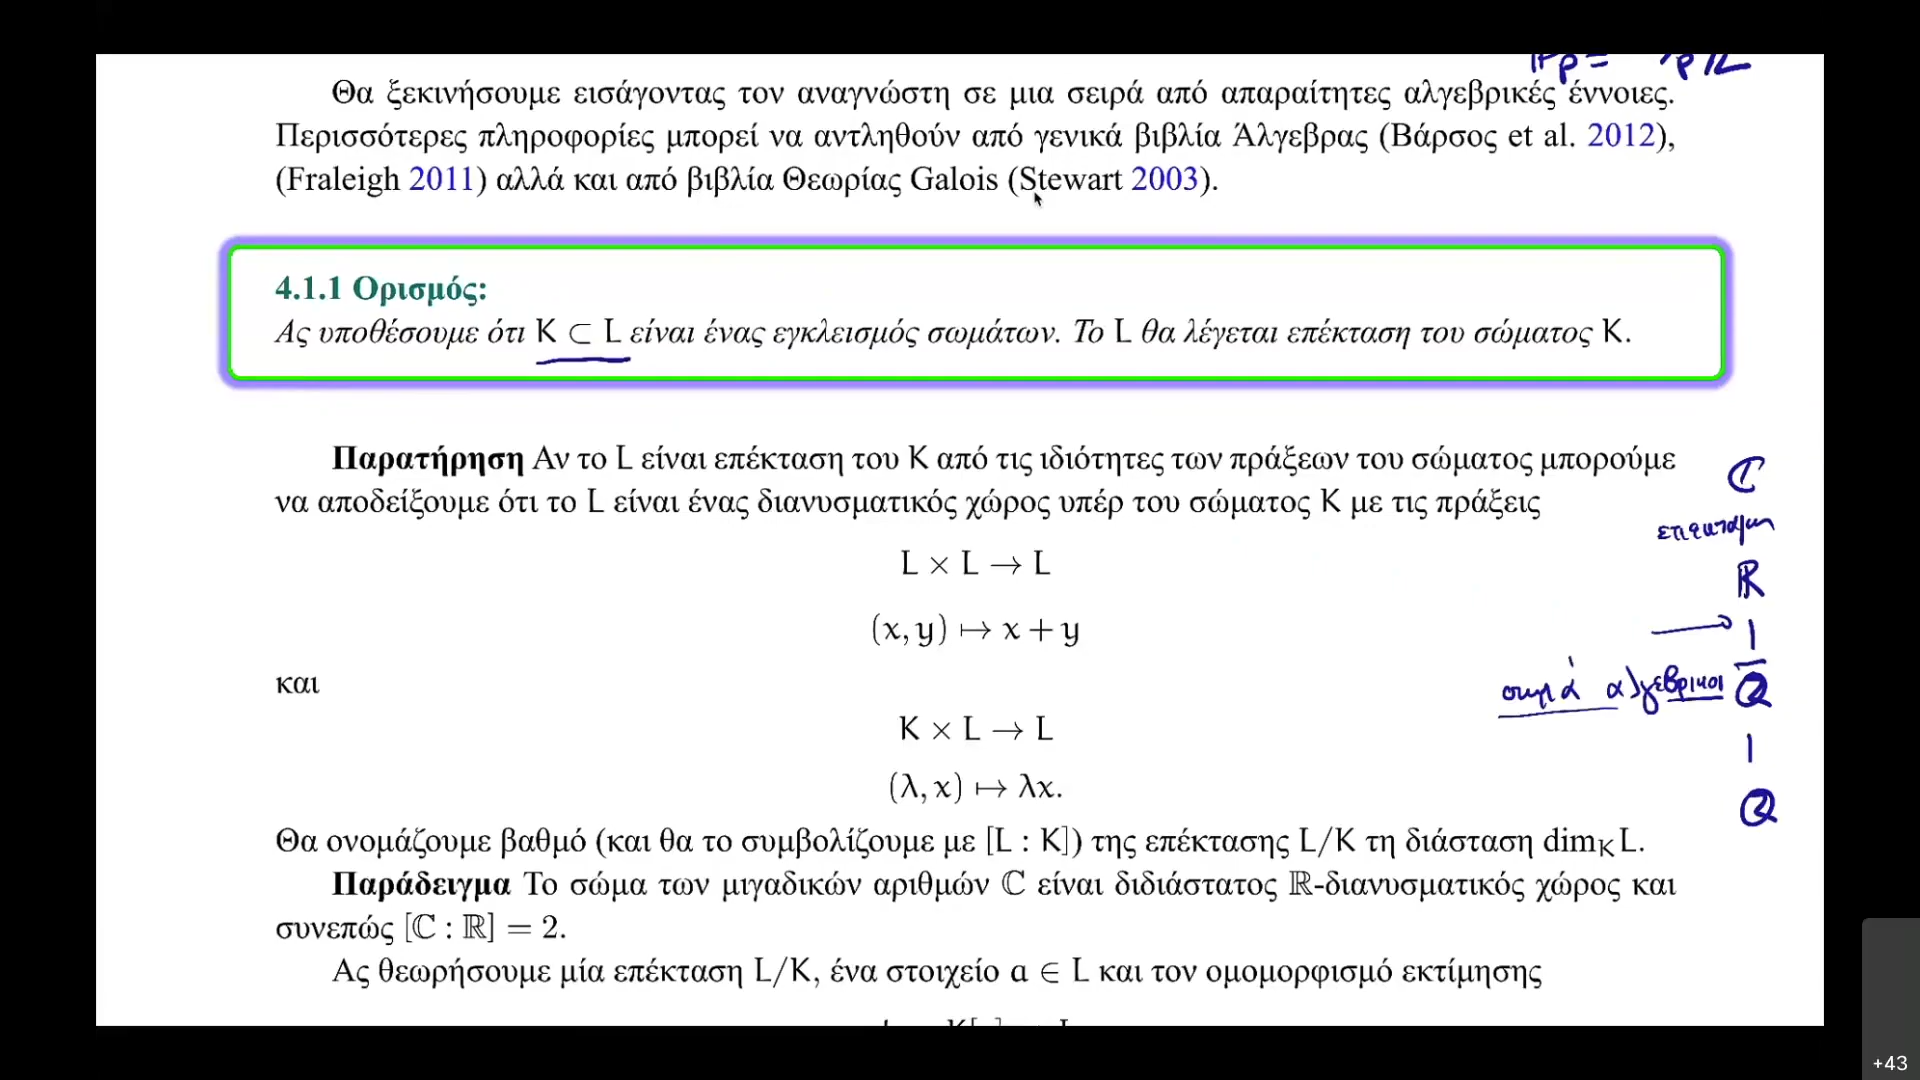 Θα ξεκινήσουμε εισάγοντας τον αναγνώστη σε μια σειρά από απαραίτητες αλγεβρικές έννοιες.
Περισσότερες πληροφορίες μπορεί να αντληθούν από γενικά βιβλία Άλγεβρας (Βάρσος et al. 2012),
(Fraleigh 2011) αλλά και από βιβλία Θεωρίας Galois (Stewart 2003).
4.1.1 Ορισμός:
Ας υποθέσουμε ότι K ⊂ L είναι ένας εγκλεισμός σωμάτων. Το L θα λέγεται επέκταση του σώματος K.
Παρατήρηση Αν το L είναι επέκταση του K από τις ιδιότητες των πράξεων του σώματος μπορούμε
να αποδείξουμε ότι το L είναι ένας διανυσματικός χώρος υπέρ του σώματος K με τις πράξεις
ℂ
L × L → L
ℝ
(x, y) ↦ x + y
και
αλγεβρικοί ℚ̅
K × L → L
(λ, x) ↦ λx.
ℚ
Θα ονομάζουμε βαθμό (και θα το συμβολίζουμε με [L : K]) της επέκτασης L/K τη διάσταση dim_K L.
Παράδειγμα Το σώμα των μιγαδικών αριθμών ℂ είναι διδιάστατος ℝ-διανυσματικός χώρος και
συνεπώς [ℂ : ℝ] = 2.
Ας θεωρήσουμε μία επέκταση L/K, ένα στοιχείο a ∈ L και τον ομομορφισμό εκτίμησης
+43